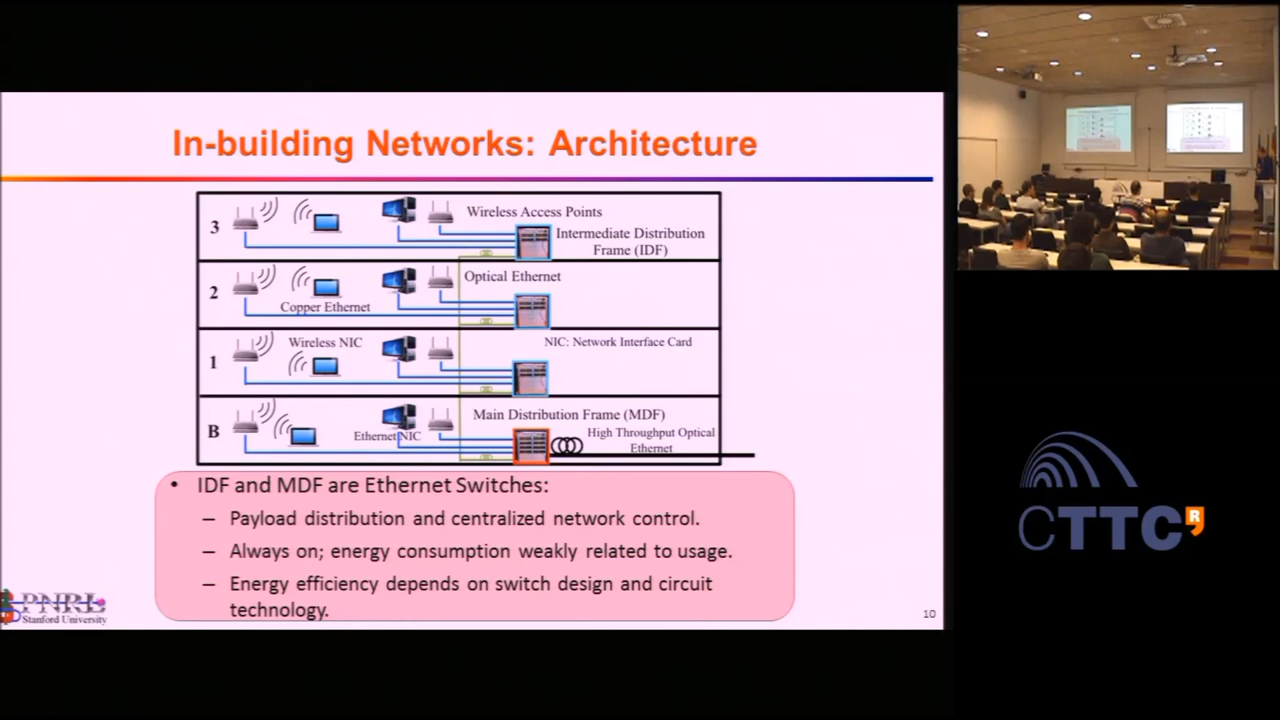 In-building Networks: Architecture
3
Wireless Access Points
Intermediate Distribution
Frame (IDF)
2
Optical Ethernet
Copper Ethernet
1
Wireless NIC
NIC: Network Interface Card
B
Main Distribution Frame (MDF)
Ethernet NIC
High Throughput Optical
Ethernet
• IDF and MDF are Ethernet Switches:
– Payload distribution and centralized network control.
– Always on; energy consumption weakly related to usage.
– Energy efficiency depends on switch design and circuit
technology.
PNRL
Stanford University
10
CTTC
R